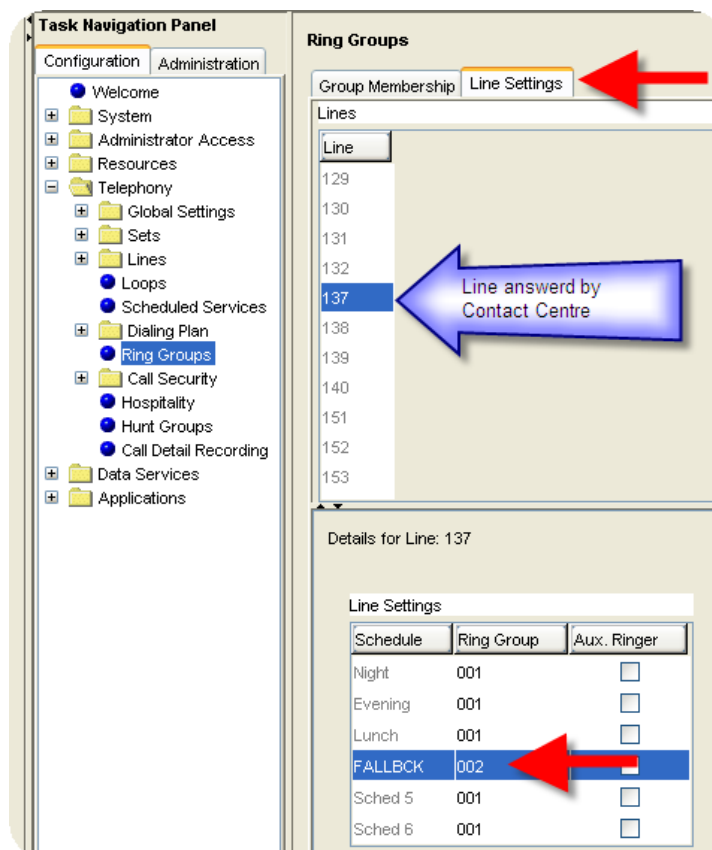 Task Navigation Panel
Configuration
Administration
Welcome
System
Administrator Access
Resources
Telephony
Global Settings
Sets
Lines
Loops
Scheduled Services
Dialing Plan
Ring Groups
Call Security
Hospitality
Hunt Groups
Call Detail Recording
Data Services
Applications
Ring Groups
Group Membership
Line Settings
Lines
Line
129
130
131
132
137
138
139
140
151
152
153
Line answerd by
Contact Centre
Details for Line: 137
Line Settings
Schedule Ring Group Aux. Ringer
Night 001
Evening 001
Lunch 001
FALLBCK 002
Sched 5 001
Sched 6 001